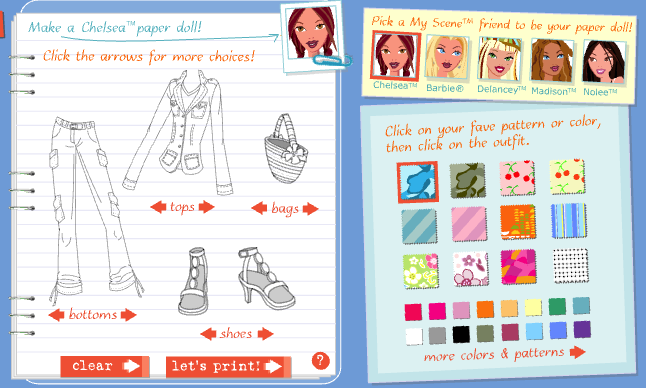 Make a Chelsea™ paper doll!
Click the arrows for more choices!
tops
bags
bottoms
shoes
clear
let's print!
?
Pick a My Scene™ friend to be your paper doll!
Chelsea™ Barbie® Delancey™ Madison™ Nolee™
Click on your fave pattern or color,
then click on the outfit.
more colors & patterns